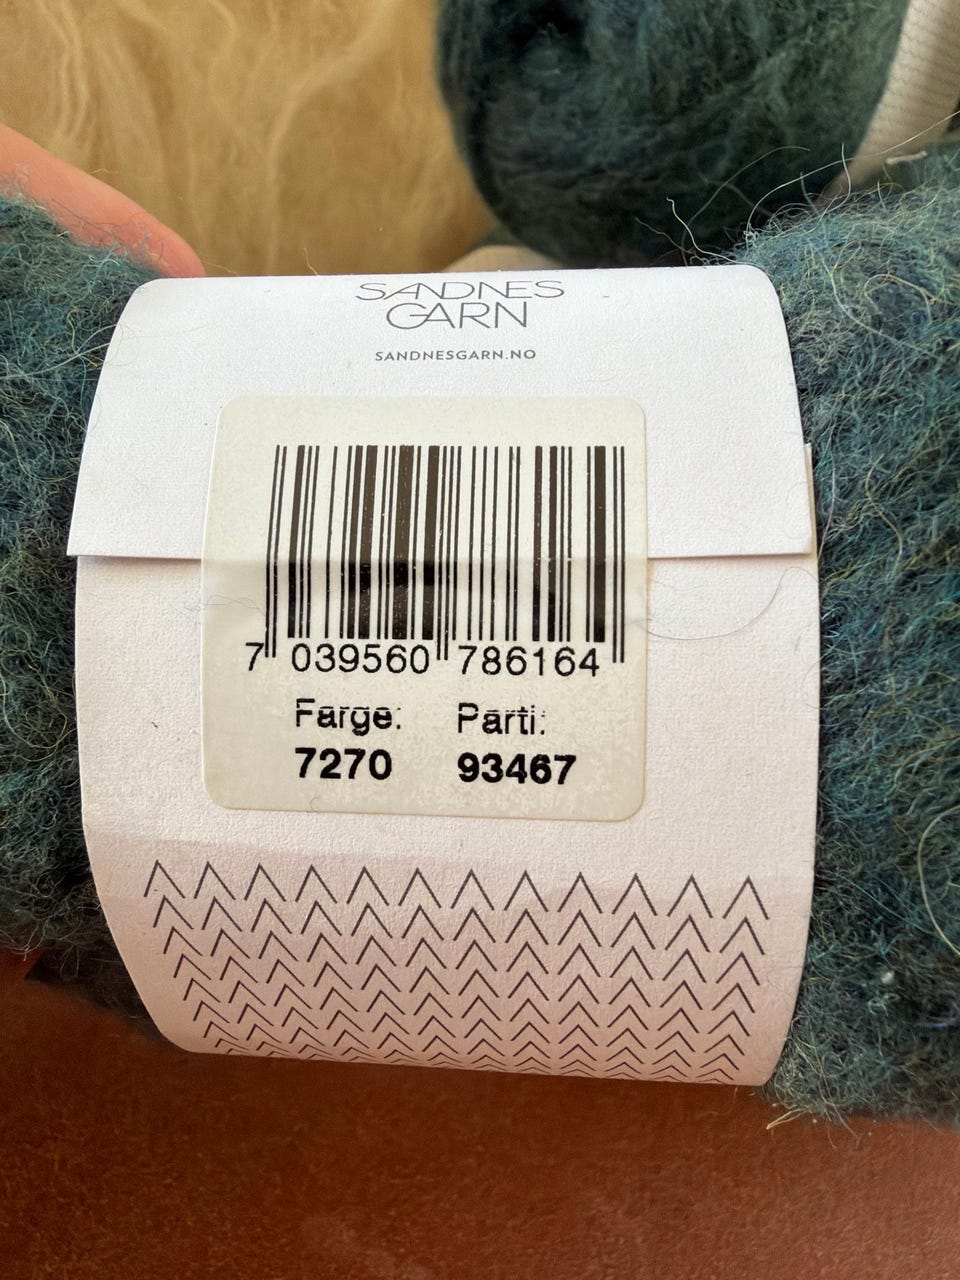 SANDNES
GARN
SANDNESGARN.NO
7 039560 786164
Farge: Parti:
7270 93467